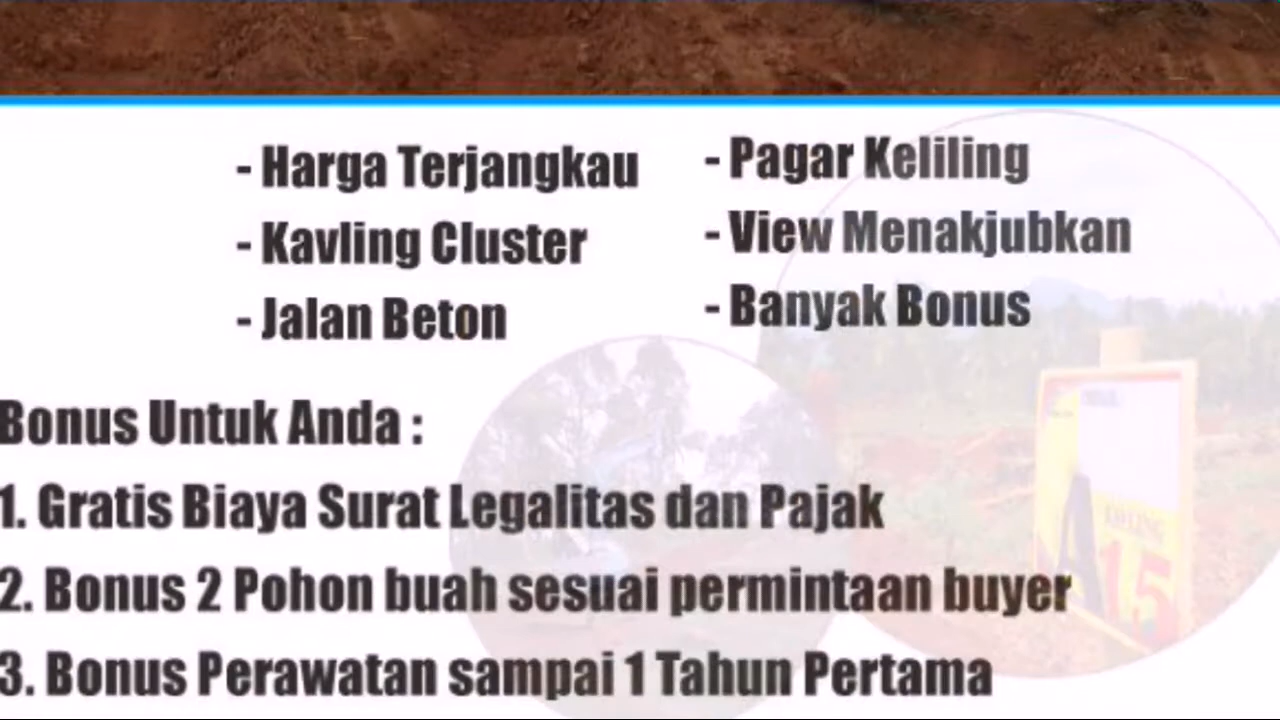 - Harga Terjangkau
- Kavling Cluster
- Jalan Beton
- Pagar Keliling
- View Menakjubkan
- Banyak Bonus
Bonus Untuk Anda :
1. Gratis Biaya Surat Legalitas dan Pajak
2. Bonus 2 Pohon buah sesuai permintaan buyer
3. Bonus Perawatan sampai 1 Tahun Pertama
15